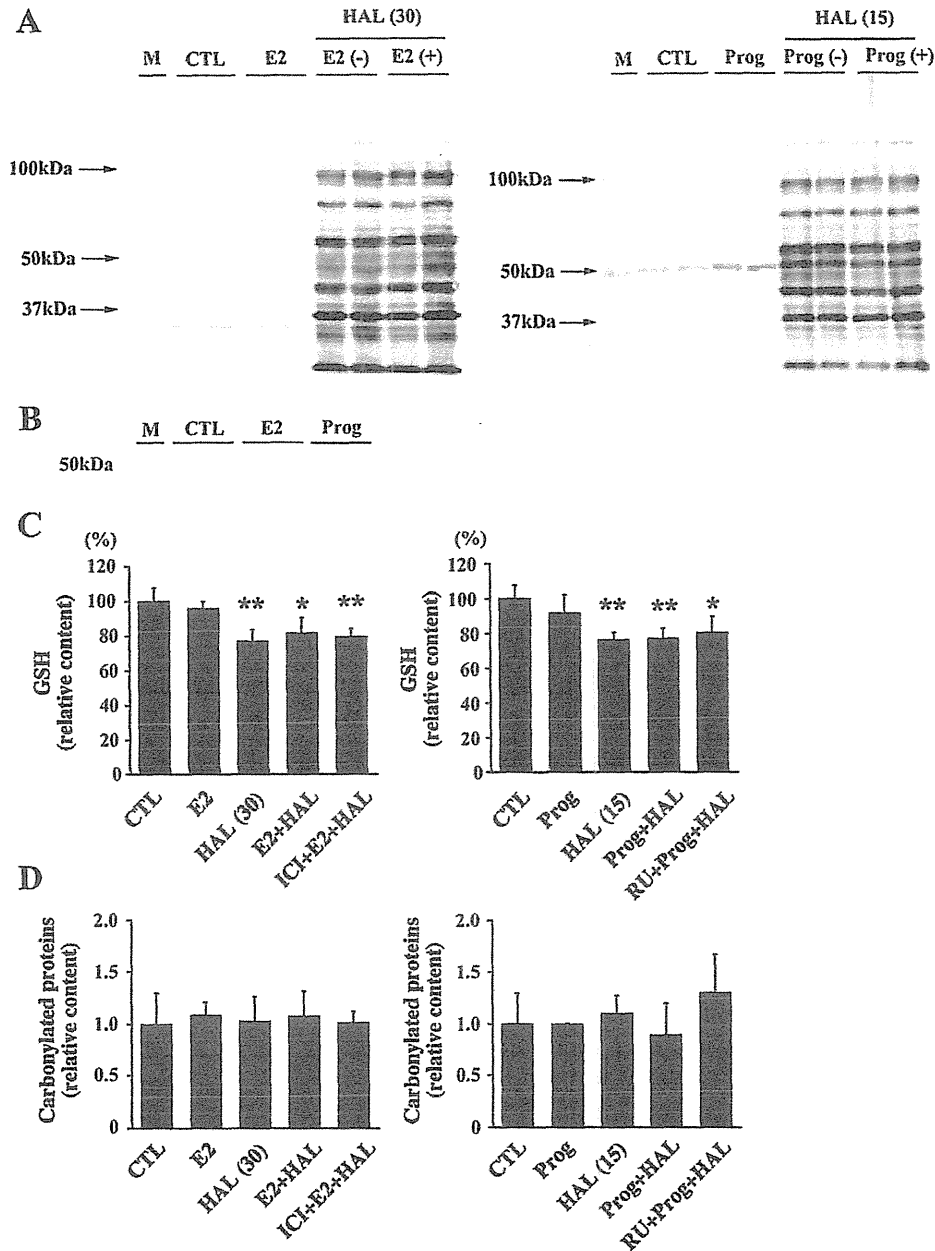 A
HAL (30)
M CTL E2 E2 (-) E2 (+)
100kDa
50kDa
37kDa
HAL (15)
M CTL Prog Prog (-) Prog (+)
100kDa
50kDa
37kDa
B
M CTL E2 Prog
50kDa
C
(%)
GSH
(relative content)
120
100
80
60
40
20
0
** * **
CTL
E2
HAL (30)
E2+HAL
ICI+E2+HAL
(%)
GSH
(relative content)
120
100
80
60
40
20
0
** ** *
CTL
Prog
HAL (15)
Prog+HAL
RU+Prog+HAL
D
Carbonylated proteins
(relative content)
2.0
1.5
1.0
0.5
0
CTL
E2
HAL (30)
E2+HAL
ICI+E2+HAL
Carbonylated proteins
(relative content)
2.0
1.5
1.0
0.5
0
CTL
Prog
HAL (15)
Prog+HAL
RU+Prog+HAL